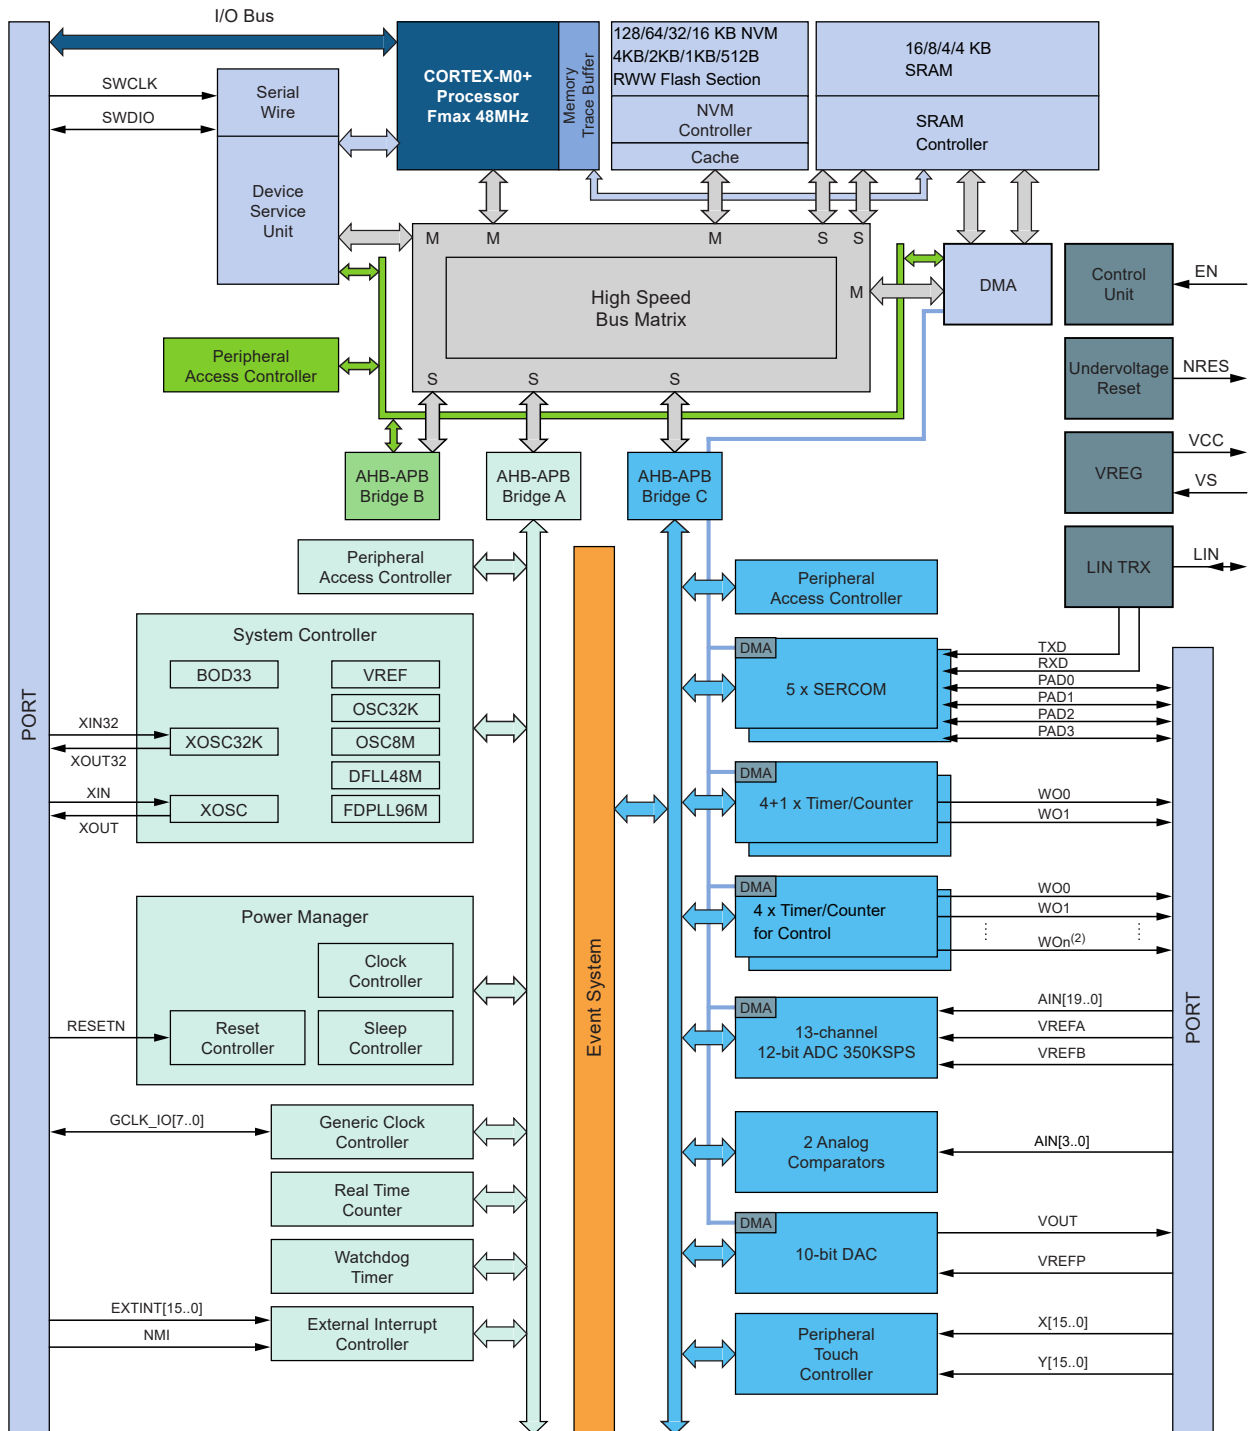 I/O Bus
SWCLK
SWDIO
Serial
Wire
Device
Service
Unit
CORTEX-M0+
Processor
Fmax 48MHz
Memory
Trace Buffer
128/64/32/16 KB NVM
4KB/2KB/1KB/512B
RWW Flash Section
NVM
Controller
Cache
16/8/4/4 KB
SRAM
SRAM
Controller
M
M
M
S
S
M
High Speed
Bus Matrix
S
S
S
DMA
Control
Unit
EN
Undervoltage
Reset
NRES
VREG
VCC
VS
LIN TRX
LIN
Peripheral
Access Controller
AHB-APB
Bridge B
AHB-APB
Bridge A
AHB-APB
Bridge C
PORT
Peripheral
Access Controller
System Controller
BOD33
VREF
OSC32K
XOSC32K
OSC8M
DFLL48M
XOSC
FDPLL96M
XIN32
XOUT32
XIN
XOUT
Power Manager
Clock
Controller
Reset
Controller
Sleep
Controller
RESETN
GCLK_IO[7..0]
Generic Clock
Controller
Real Time
Counter
Watchdog
Timer
EXTINT[15..0]
NMI
External Interrupt
Controller
Event System
Peripheral
Access Controller
DMA
5 x SERCOM
TXD
RXD
PAD0
PAD1
PAD2
PAD3
DMA
4+1 x Timer/Counter
WO0
WO1
DMA
4 x Timer/Counter
for Control
WO0
WO1
WOn(2)
DMA
13-channel
12-bit ADC 350KSPS
AIN[19..0]
VREFA
VREFB
2 Analog
Comparators
AIN[3..0]
DMA
10-bit DAC
VOUT
VREFP
Peripheral
Touch
Controller
X[15..0]
Y[15..0]
PORT